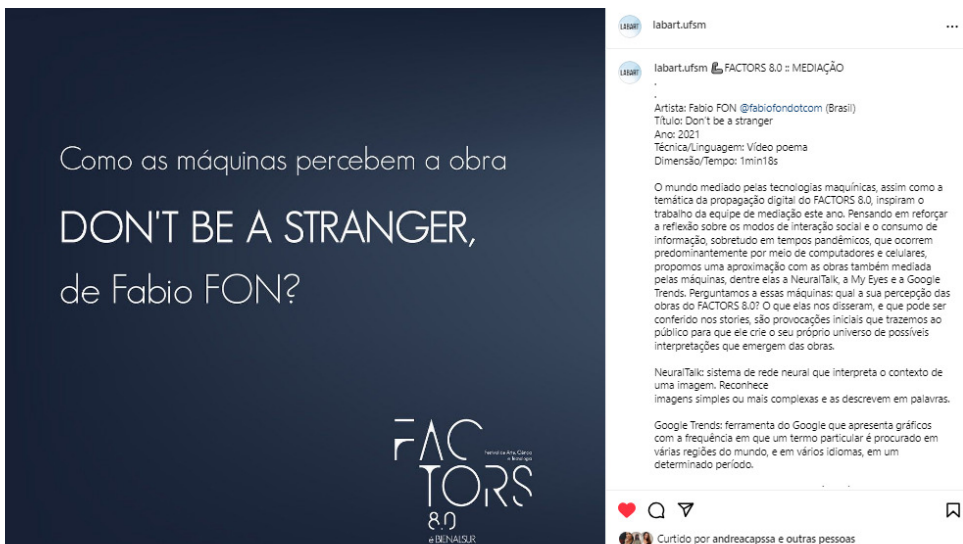 Como as máquinas percebem a obra
DON'T BE A STRANGER,
de Fabio FON?
FAC
TORS
Festival de Arte, Ciência
e Tecnologia
8.0
é BIENALSUR
LABART
labart.ufsm
...
LABART
labart.ufsm 🦾 FACTORS 8.0 :: MEDIAÇÃO
.
.
Artista: Fabio FON @fabiofondotcom (Brasil)
Título: Don't be a stranger
Ano: 2021
Técnica/Linguagem: Vídeo poema
Dimensão/Tempo: 1min18s
O mundo mediado pelas tecnologias maquínicas, assim como a
temática da propagação digital do FACTORS 8.0, inspiram o
trabalho da equipe de mediação este ano. Pensando em reforçar
a reflexão sobre os modos de interação social e o consumo de
informação, sobretudo em tempos pandêmicos, que ocorrem
predominantemente por meio de computadores e celulares,
propomos uma aproximação com as obras também mediada
pelas máquinas, dentre elas a NeuralTalk, a My Eyes e a Google
Trends. Perguntamos a essas máquinas: qual a sua percepção das
obras do FACTORS 8.0? O que elas nos disseram, e que pode ser
conferido nos stories, são provocações iniciais que trazemos ao
público para que ele crie o seu próprio universo de possíveis
interpretações que emergem das obras.
NeuralTalk: sistema de rede neural que interpreta o contexto de
uma imagem. Reconhece
imagens simples ou mais complexas e as descrevem em palavras.
Google Trends: ferramenta do Google que apresenta gráficos
com a frequência em que um termo particular é procurado em
várias regiões do mundo, e em vários idiomas, em um
determinado período.
Curtido por andreacapssa e outras pessoas